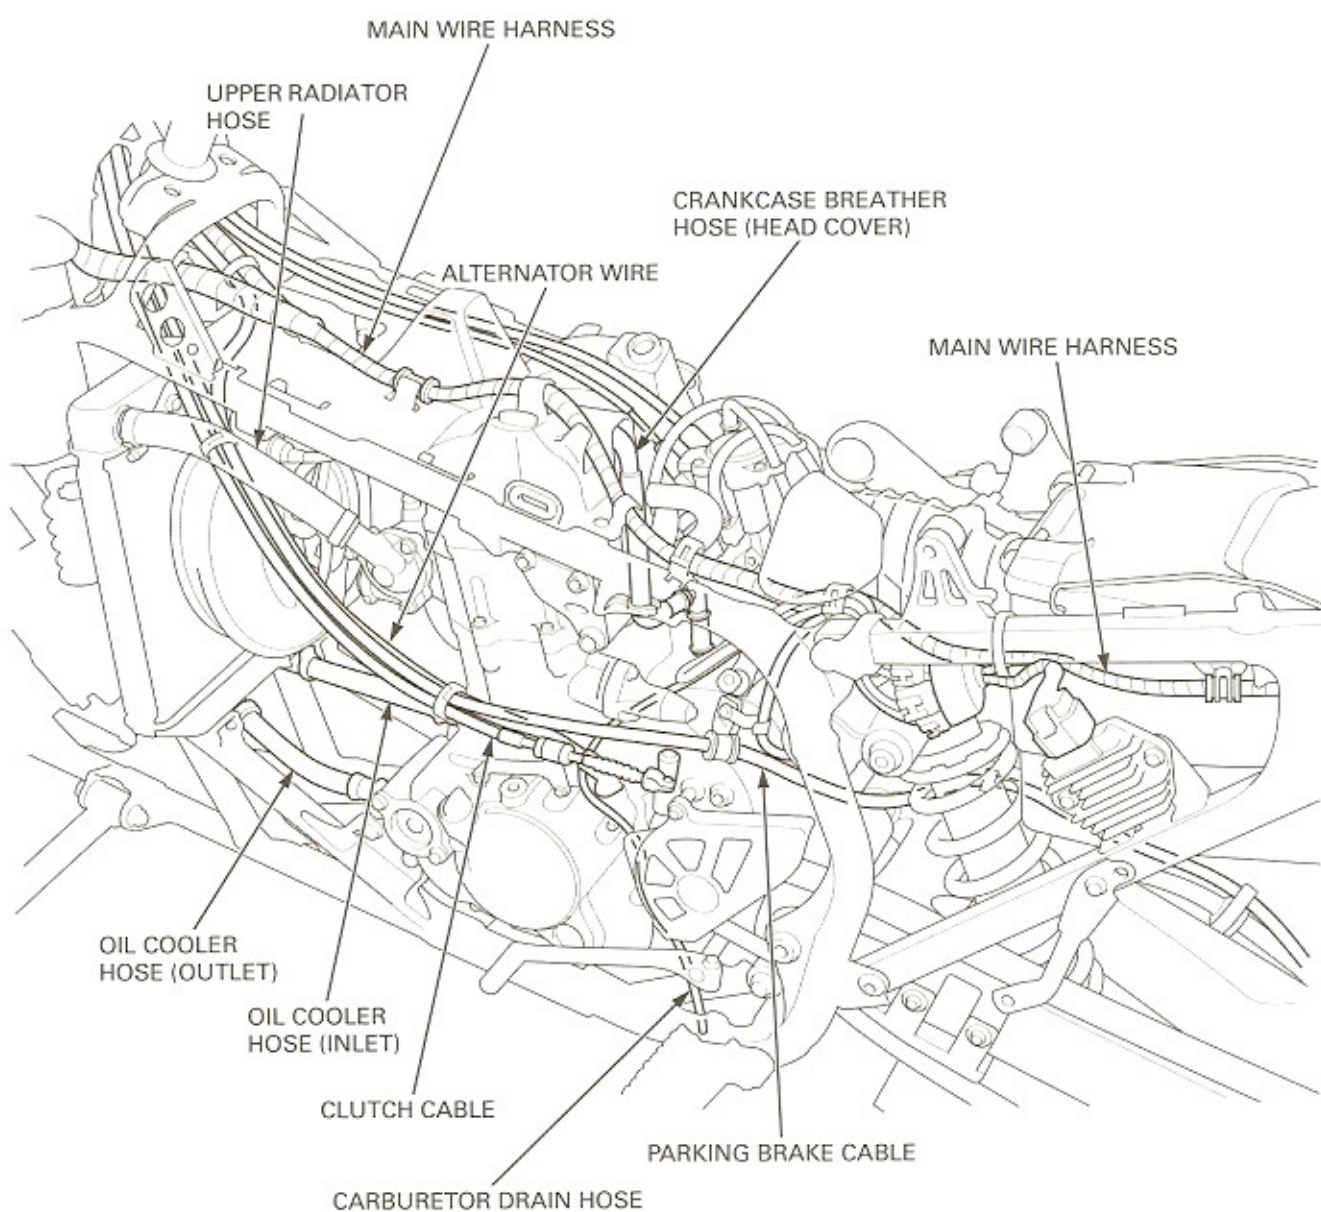 MAIN WIRE HARNESS
UPPER RADIATOR
HOSE
CRANKCASE BREATHER
HOSE (HEAD COVER)
ALTERNATOR WIRE
MAIN WIRE HARNESS
OIL COOLER
HOSE (OUTLET)
OIL COOLER
HOSE (INLET)
CLUTCH CABLE
PARKING BRAKE CABLE
CARBURETOR DRAIN HOSE